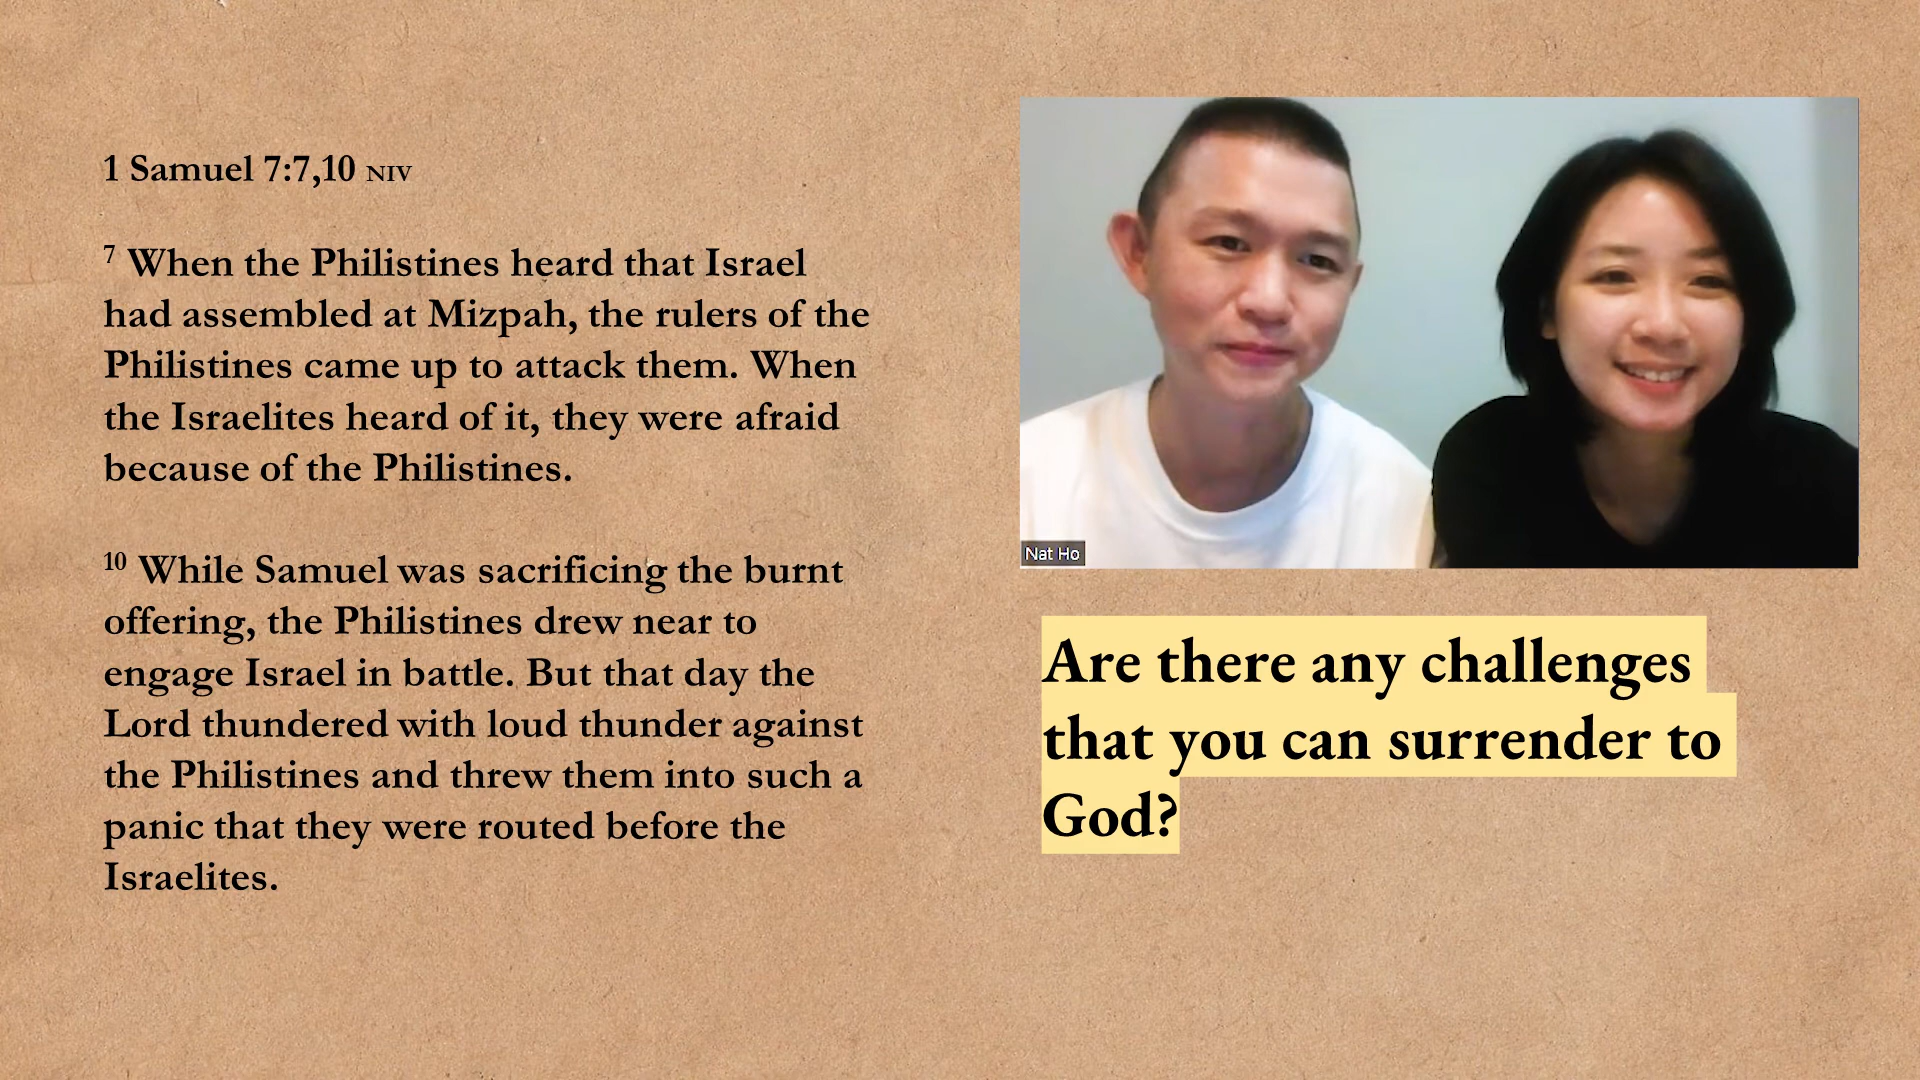 1 Samuel 7:7,10 NIV
7 When the Philistines heard that Israel
had assembled at Mizpah, the rulers of the
Philistines came up to attack them. When
the Israelites heard of it, they were afraid
because of the Philistines.
10 While Samuel was sacrificing the burnt
offering, the Philistines drew near to
engage Israel in battle. But that day the
Lord thundered with loud thunder against
the Philistines and threw them into such a
panic that they were routed before the
Israelites.
Nat Ho
Are there any challenges
that you can surrender to
God?